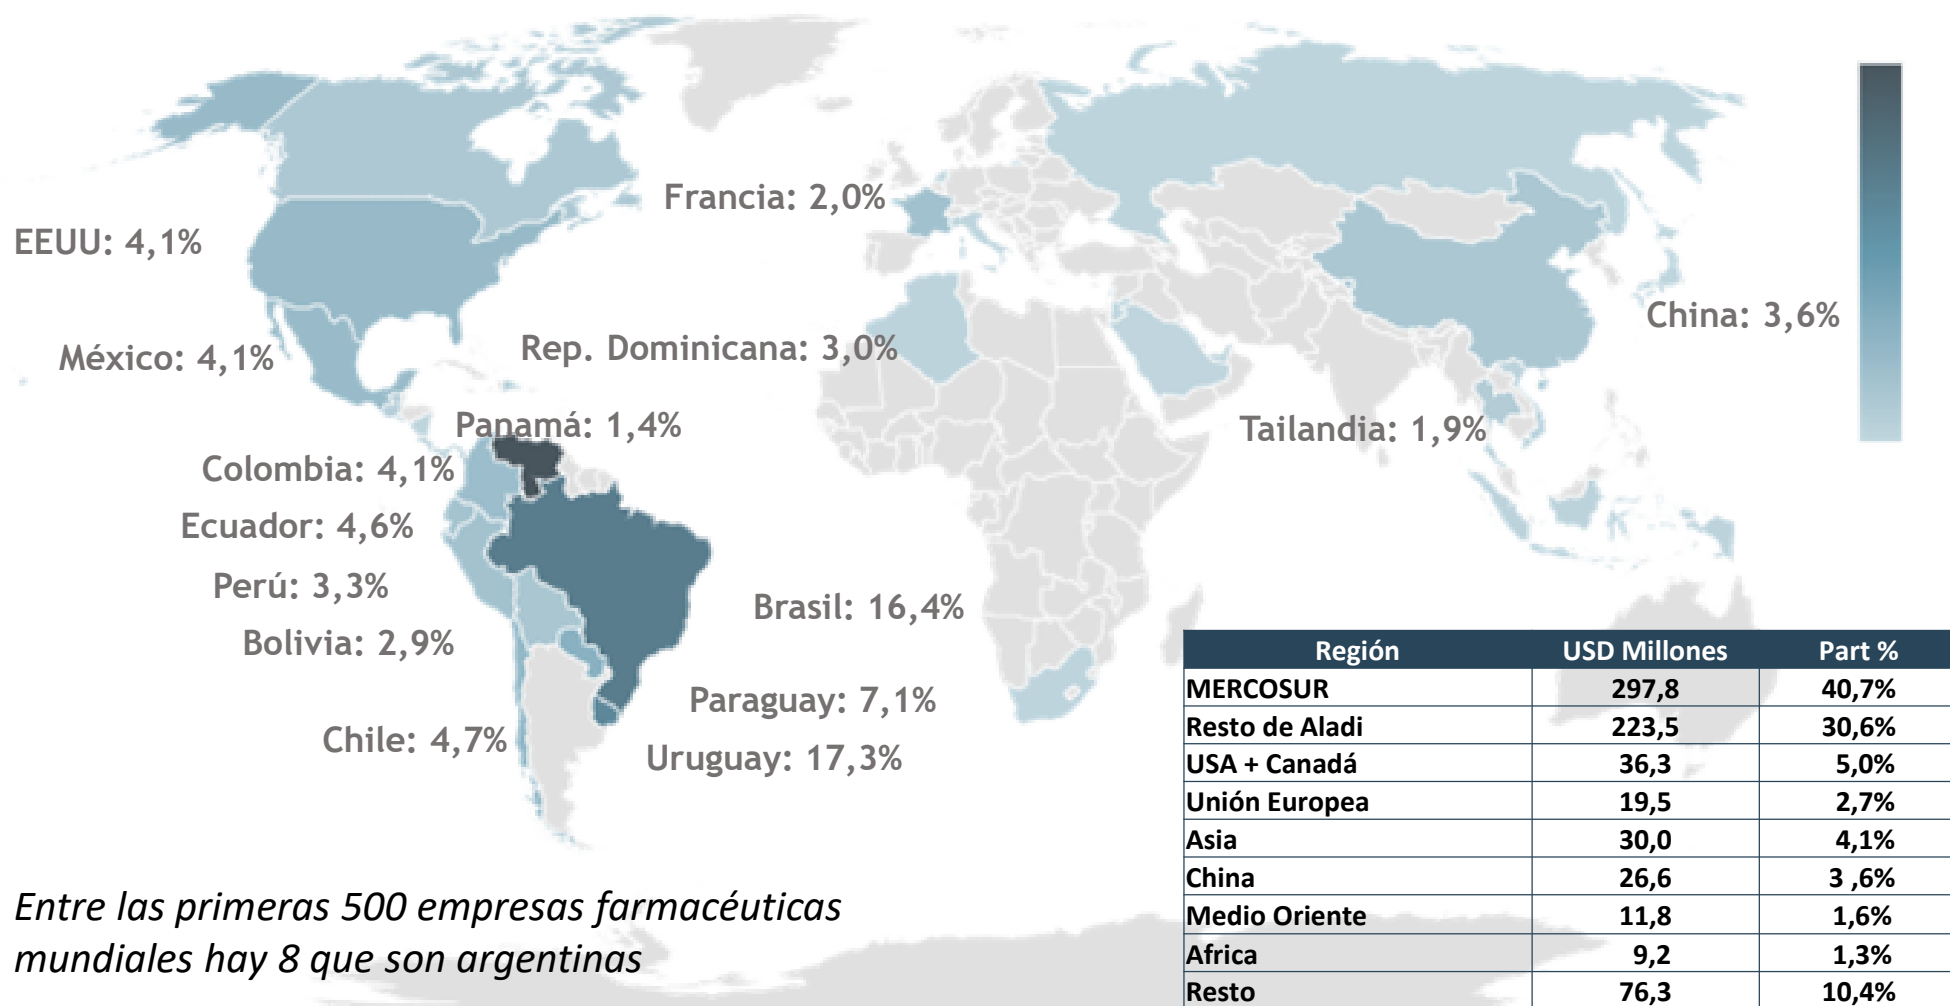 Francia: 2,0%
EEUU: 4,1%
China: 3,6%
México: 4,1%
Rep. Dominicana: 3,0%
Panamá: 1,4%
Tailandia: 1,9%
Colombia: 4,1%
Ecuador: 4,6%
Perú: 3,3%
Brasil: 16,4%
Bolivia: 2,9%
Paraguay: 7,1%
Chile: 4,7%
Uruguay: 17,3%
Región USD Millones Part %
MERCOSUR 297,8 40,7%
Resto de Aladi 223,5 30,6%
USA + Canadá 36,3 5,0%
Unión Europea 19,5 2,7%
Asia 30,0 4,1%
China 26,6 3 ,6%
Medio Oriente 11,8 1,6%
Africa 9,2 1,3%
Resto 76,3 10,4%
Entre las primeras 500 empresas farmacéuticas
mundiales hay 8 que son argentinas